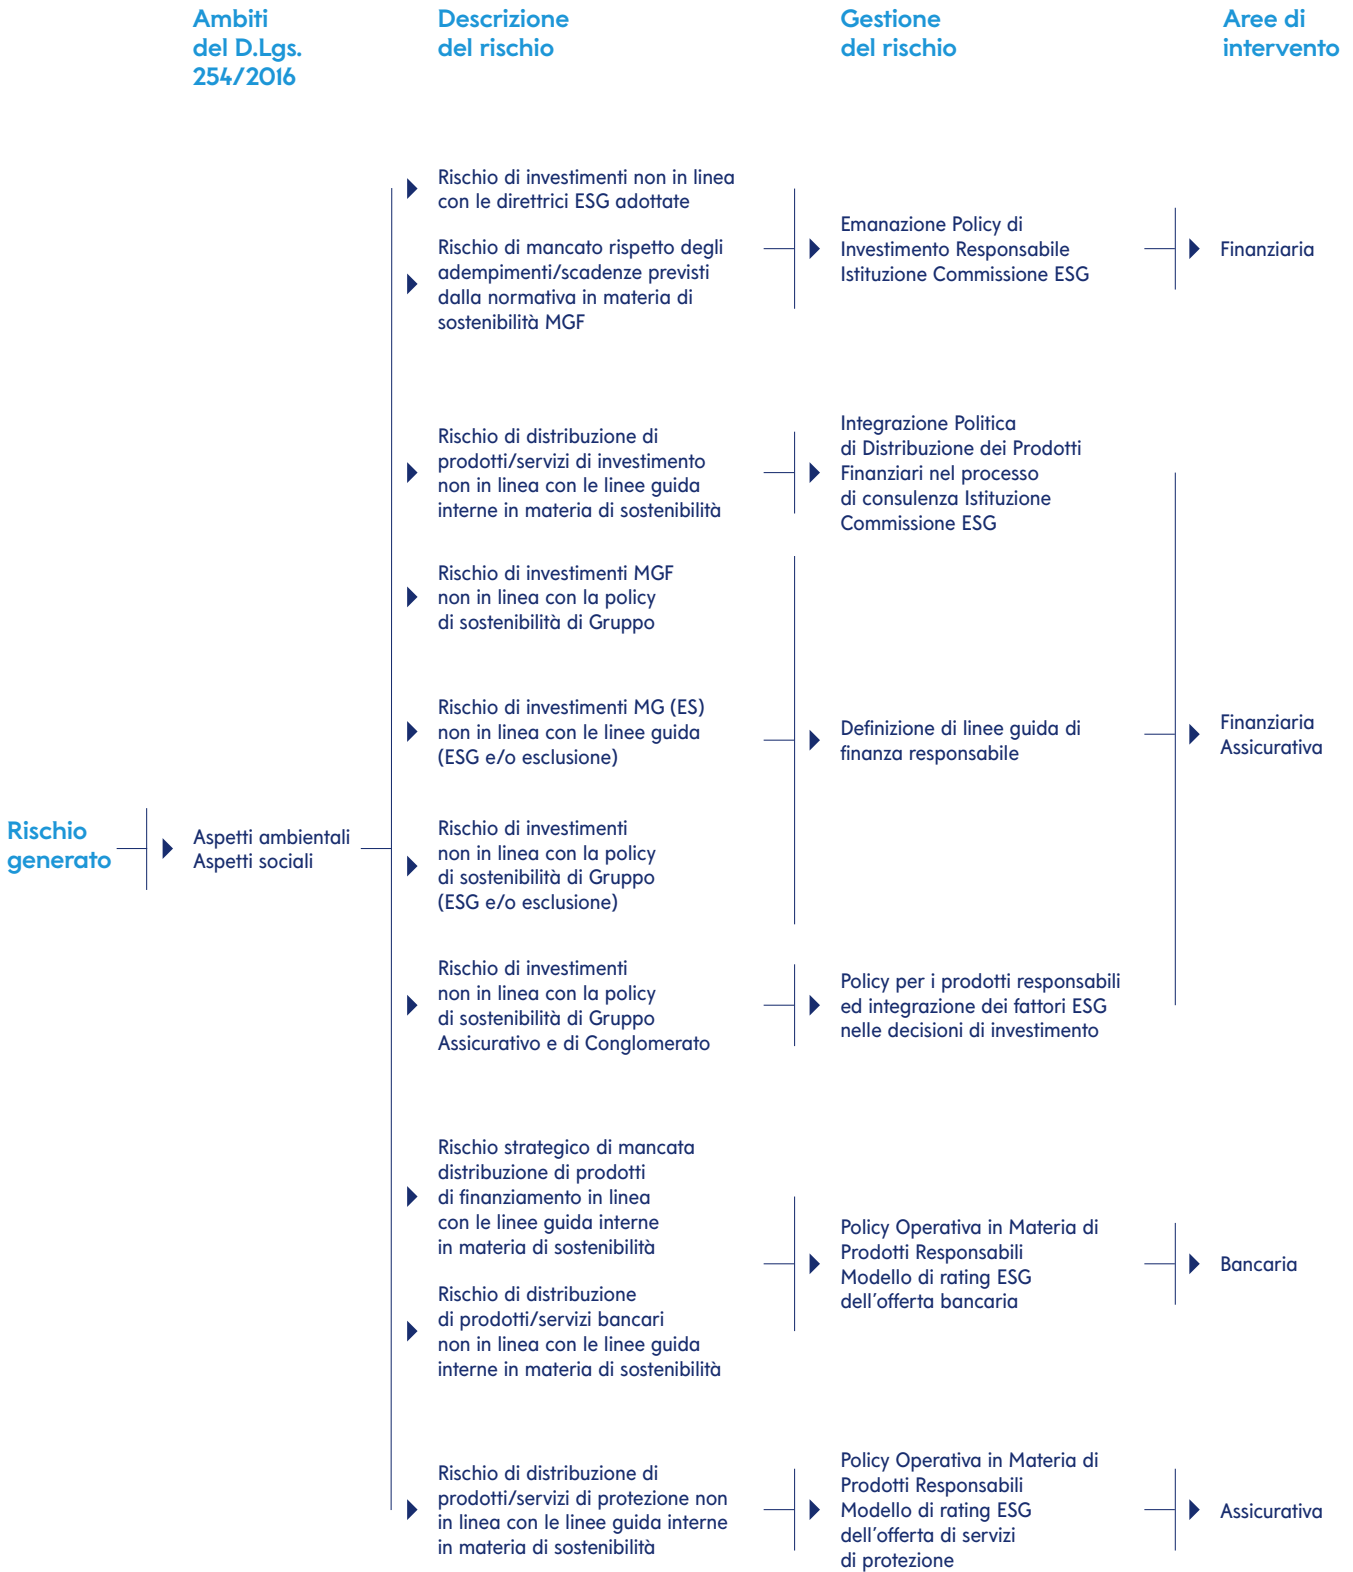 Ambiti
del D.Lgs.
254/2016
Descrizione
del rischio
Gestione
del rischio
Aree di
intervento
Rischio
generato
Aspetti ambientali
Aspetti sociali
Rischio di investimenti non in linea
con le direttrici ESG adottate
Rischio di mancato rispetto degli
adempimenti/scadenze previsti
dalla normativa in materia di
sostenibilità MGF
Emanazione Policy di
Investimento Responsabile
Istituzione Commissione ESG
Finanziaria
Rischio di distribuzione di
prodotti/servizi di investimento
non in linea con le linee guida
interne in materia di sostenibilità
Integrazione Politica
di Distribuzione dei Prodotti
Finanziari nel processo
di consulenza Istituzione
Commissione ESG
Rischio di investimenti MGF
non in linea con la policy
di sostenibilità di Gruppo
Rischio di investimenti MG (ES)
non in linea con le linee guida
(ESG e/o esclusione)
Rischio di investimenti
non in linea con la policy
di sostenibilità di Gruppo
(ESG e/o esclusione)
Definizione di linee guida di
finanza responsabile
Finanziaria
Assicurativa
Rischio di investimenti
non in linea con la policy
di sostenibilità di Gruppo
Assicurativo e di Conglomerato
Policy per i prodotti responsabili
ed integrazione dei fattori ESG
nelle decisioni di investimento
Rischio strategico di mancata
distribuzione di prodotti
di finanziamento in linea
con le linee guida interne
in materia di sostenibilità
Rischio di distribuzione
di prodotti/servizi bancari
non in linea con le linee guida
interne in materia di sostenibilità
Policy Operativa in Materia di
Prodotti Responsabili
Modello di rating ESG
dell'offerta bancaria
Bancaria
Rischio di distribuzione di
prodotti/servizi di protezione non
in linea con le linee guida interne
in materia di sostenibilità
Policy Operativa in Materia di
Prodotti Responsabili
Modello di rating ESG
dell'offerta di servizi
di protezione
Assicurativa